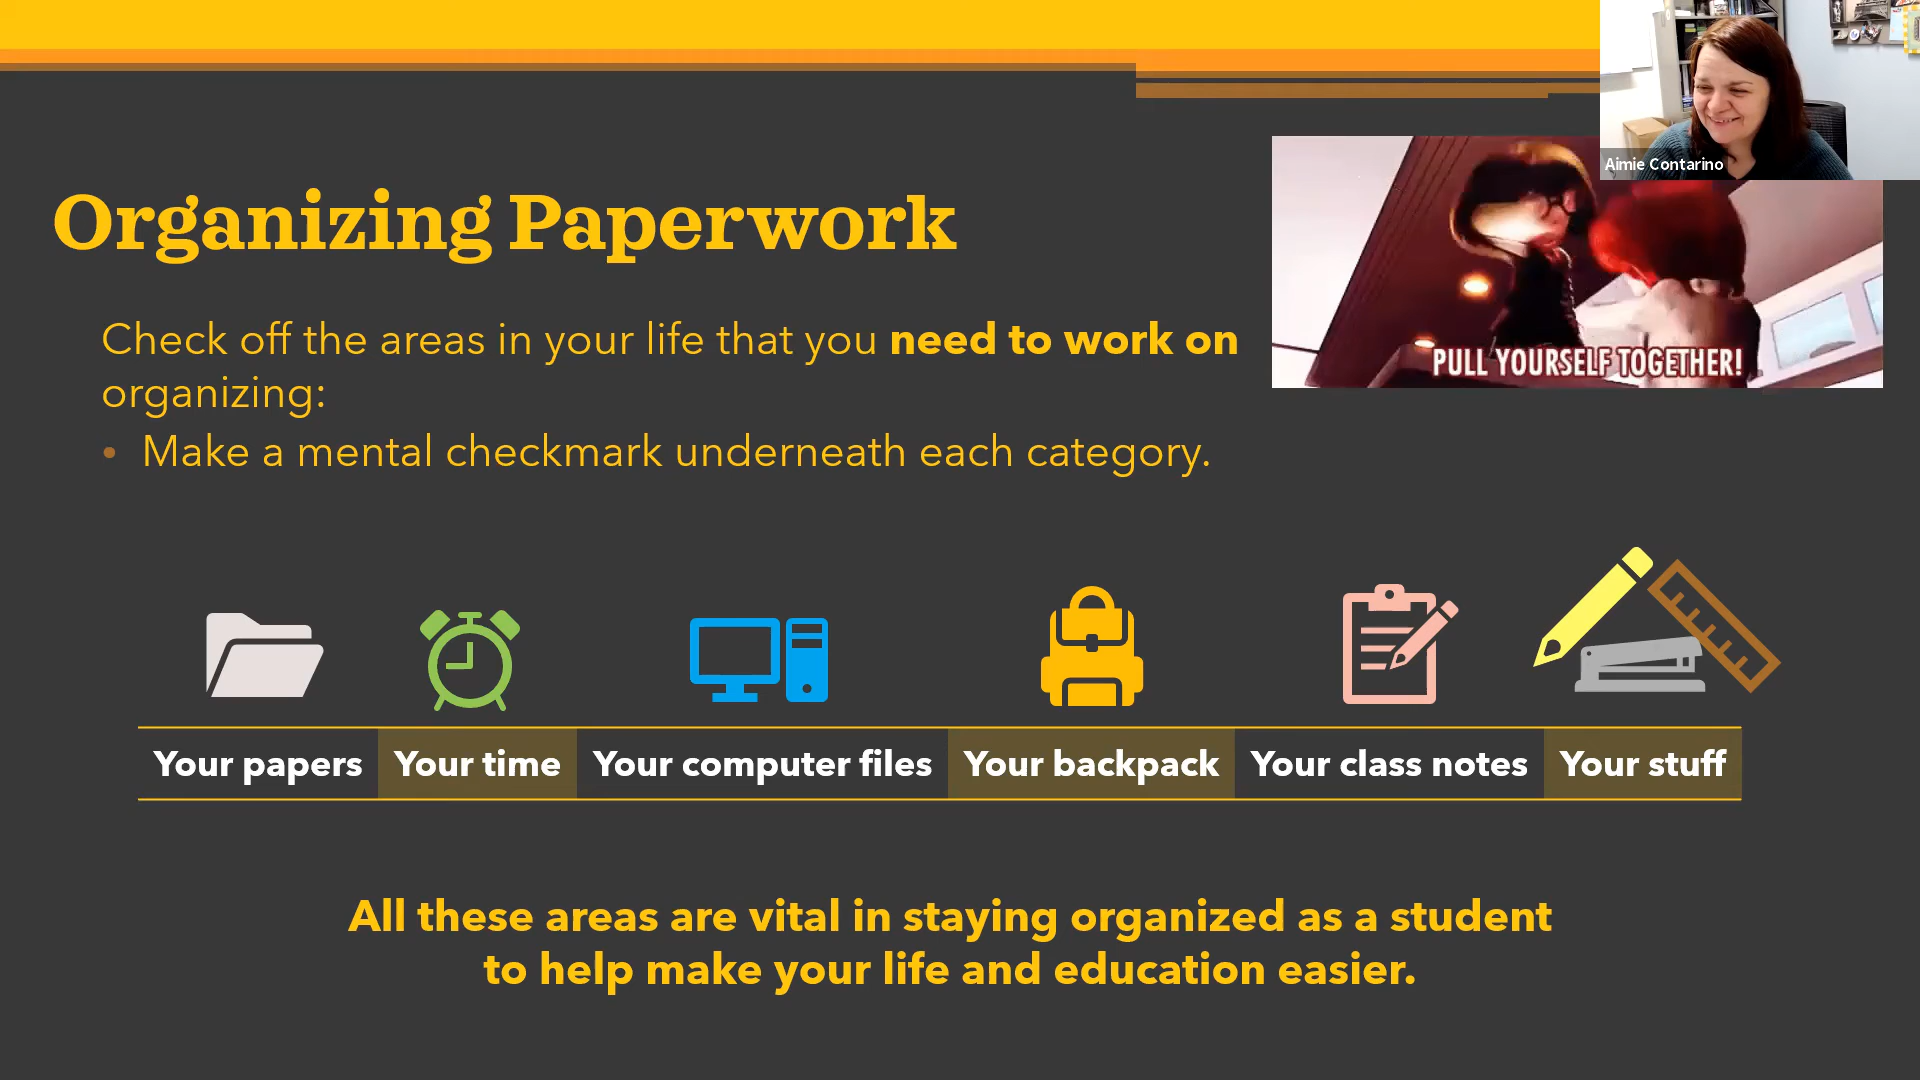 Aimie Contarino
Organizing Paperwork
PULL YOURSELF TOGETHER!
Check off the areas in your life that you need to work on
organizing:
• Make a mental checkmark underneath each category.
Your papers
Your time
Your computer files
Your backpack
Your class notes
Your stuff
All these areas are vital in staying organized as a student
to help make your life and education easier.